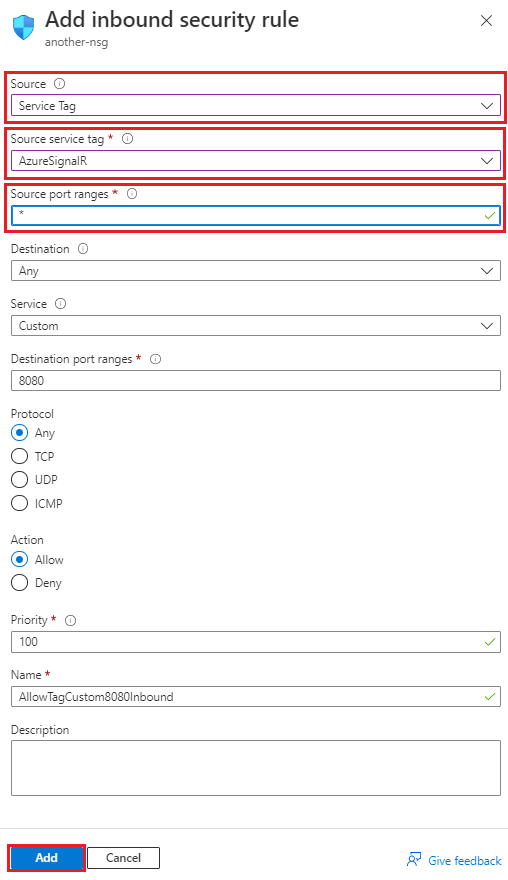 Add inbound security rule
another-nsg
Source
Service Tag
Source service tag *
AzureSignalR
Source port ranges *
*
Destination
Any
Service
Custom
Destination port ranges *
8080
Protocol
Any
TCP
UDP
ICMP
Action
Allow
Deny
Priority *
100
Name *
AllowTagCustom8080Inbound
Description
Add Cancel Give feedback